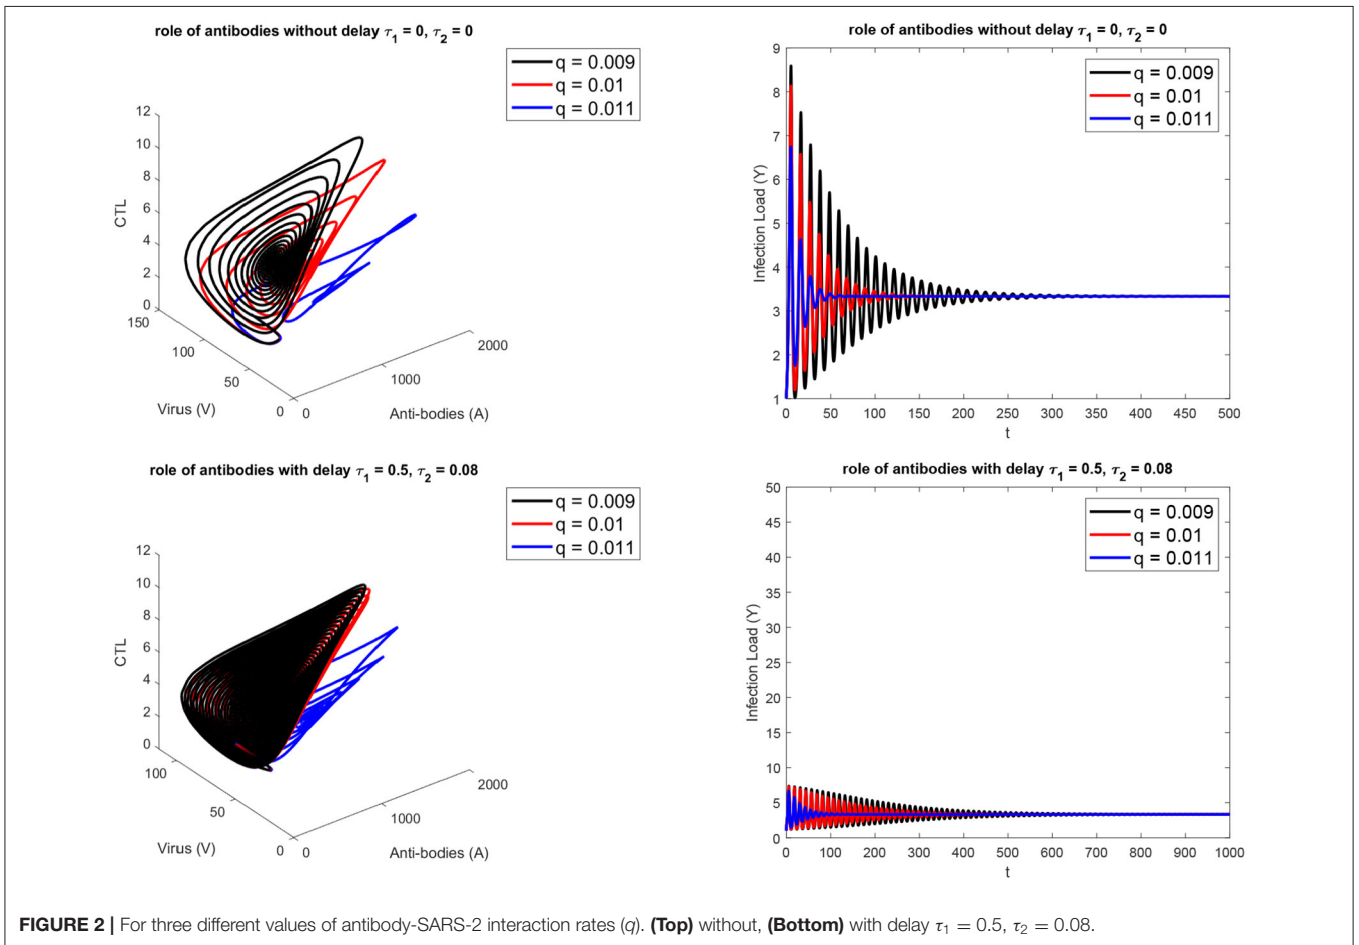 role of antibodies without delay τ1 = 0, τ2 = 0
q = 0.009
q = 0.01
q = 0.011
12
10
8
6
4
2
0
CTL
150
100
50
0
Virus (V)
0
1000
2000
Anti-bodies (A)
role of antibodies without delay τ1 = 0, τ2 = 0
q = 0.009
q = 0.01
q = 0.011
9
8
7
6
5
4
3
2
1
Infection Load (Y)
0 50 100 150 200 250 300 350 400 450 500
t
role of antibodies with delay τ1 = 0.5, τ2 = 0.08
q = 0.009
q = 0.01
q = 0.011
12
10
8
6
4
2
0
CTL
100
50
0
Virus (V)
0
1000
2000
Anti-bodies (A)
role of antibodies with delay τ1 = 0.5, τ2 = 0.08
q = 0.009
q = 0.01
q = 0.011
50
45
40
35
30
25
20
15
10
5
0
Infection Load (Y)
0 100 200 300 400 500 600 700 800 900 1000
t
FIGURE 2 | For three different values of antibody-SARS-2 interaction rates (q). (Top) without, (Bottom) with delay τ1 = 0.5, τ2 = 0.08.